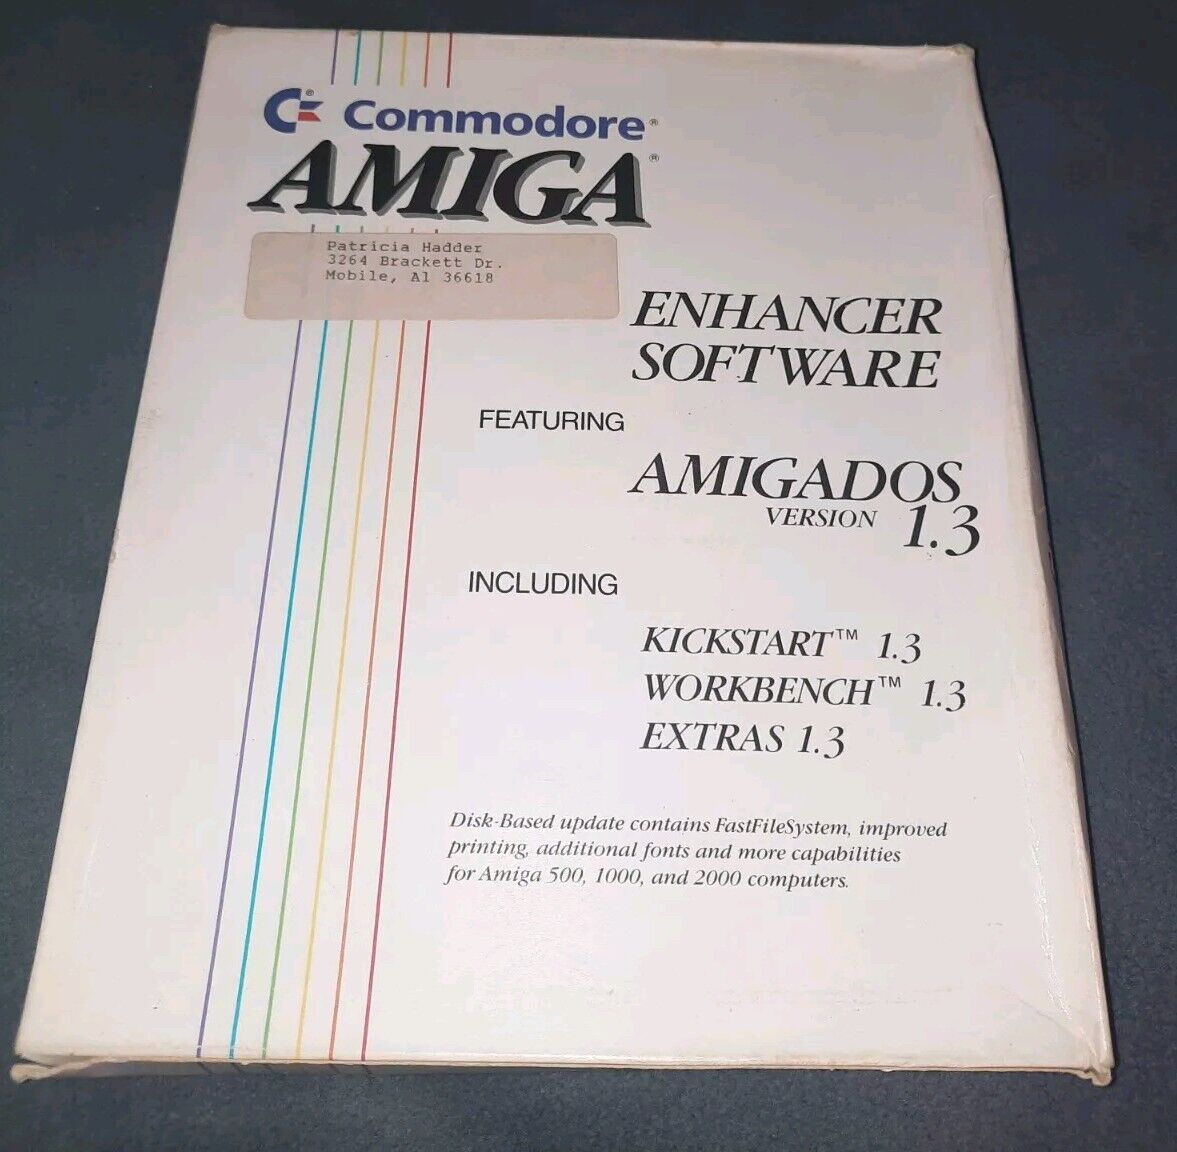 Commodore®
AMIGA®
Patricia Hadder
3264 Brackett Dr.
Mobile, Al 36618
ENHANCER
SOFTWARE
FEATURING
AMIGADOS
VERSION 1.3
INCLUDING
KICKSTART™ 1.3
WORKBENCH™ 1.3
EXTRAS 1.3
Disk-Based update contains FastFileSystem, improved
printing, additional fonts and more capabilities
for Amiga 500, 1000, and 2000 computers.